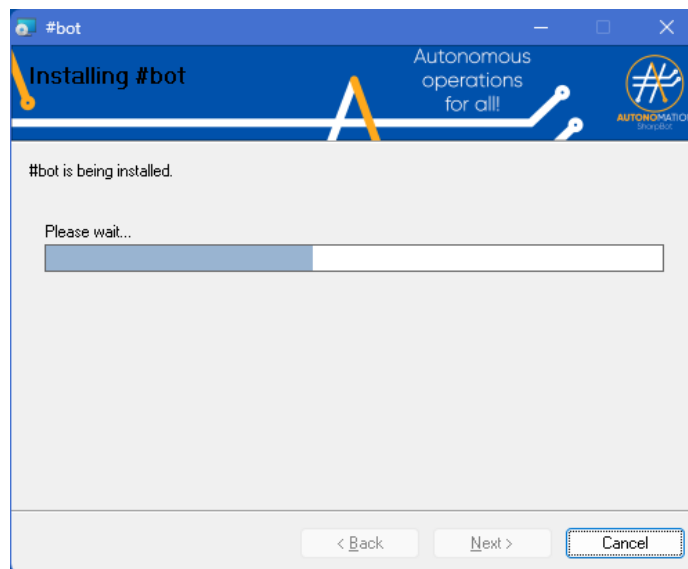 #bot
Installing #bot
Autonomous
operations
for all!
AUTONOMATIO
SharpBot
#bot is being installed.
Please wait...
< Back
Next >
Cancel